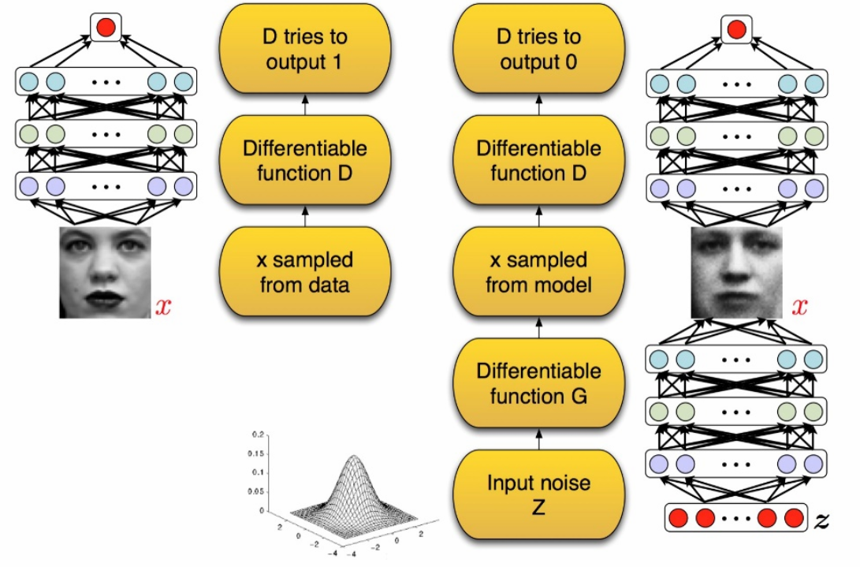 D tries to
output 1
Differentiable
function D
x sampled
from data
x
D tries to
output 0
Differentiable
function D
x sampled
from model
Differentiable
function G
Input noise
Z
x
z
0.2
0.15
0.1
0.05
0
2
0
-2
-4
-4
-2
0
2